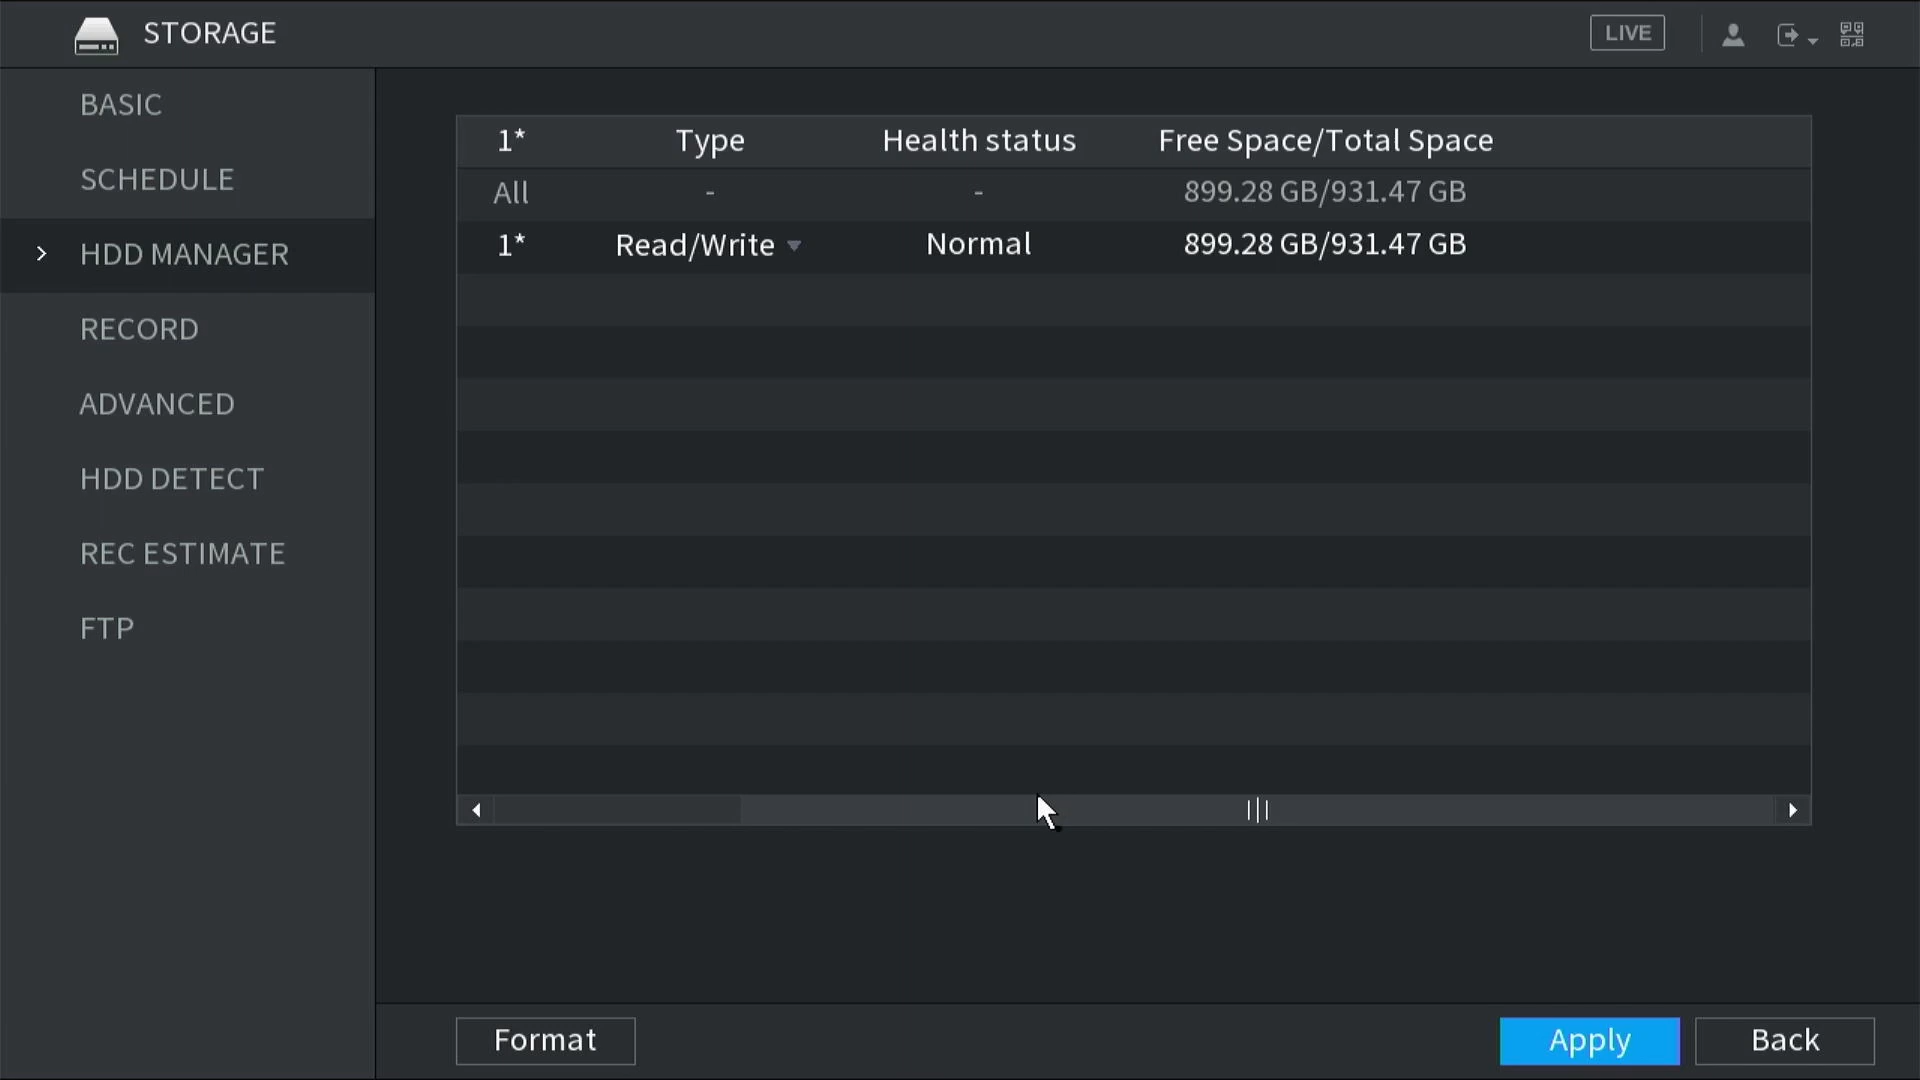 STORAGE
LIVE
BASIC
SCHEDULE
HDD MANAGER
RECORD
ADVANCED
HDD DETECT
REC ESTIMATE
FTP
1* Type Health status Free Space/Total Space
All - - 899.28 GB/931.47 GB
1* Read/Write Normal 899.28 GB/931.47 GB
Format
Apply
Back